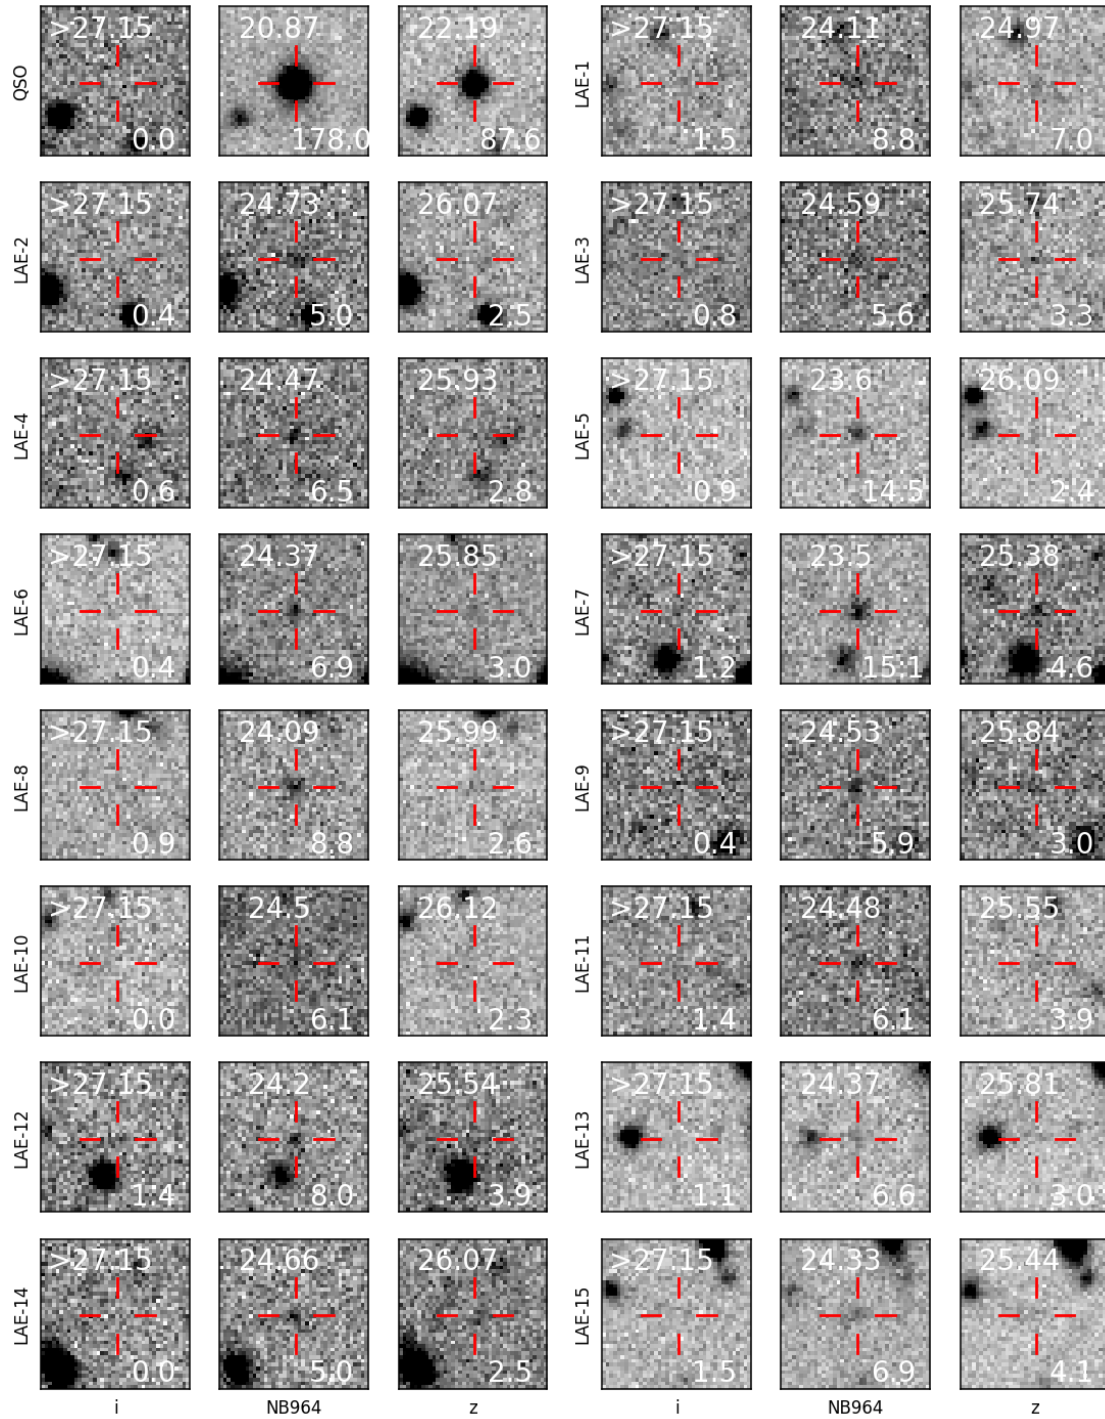 QSO >27.15 20.87 22.19 LAE-1 >27.15 24.11 24.97
0.0 178.0 87.6 1.5 8.8 7.0
LAE-2 >27.15 24.73 26.07 LAE-3 >27.15 24.59 25.74
0.4 5.0 2.5 0.8 5.6 3.3
LAE-4 >27.15 24.47 25.93 LAE-5 >27.15 23.6 26.09
0.6 6.5 2.8 0.9 14.5 2.4
LAE-6 >27.15 24.37 25.85 LAE-7 >27.15 23.5 25.38
0.4 6.9 3.0 1.2 15.1 4.6
LAE-8 >27.15 24.09 25.99 LAE-9 >27.15 24.53 25.84
0.9 8.8 2.6 0.4 5.9 3.0
LAE-10 >27.15 24.5 26.12 LAE-11 >27.15 24.48 25.55
0.0 6.1 2.3 1.4 6.1 3.9
LAE-12 >27.15 24.2 25.54 LAE-13 >27.15 24.37 25.81
1.4 8.0 3.9 1.1 6.6 3.0
LAE-14 >27.15 24.66 26.07 LAE-15 >27.15 24.33 25.44
0.0 5.0 2.5 1.5 6.9 4.1
i NB964 z i NB964 z